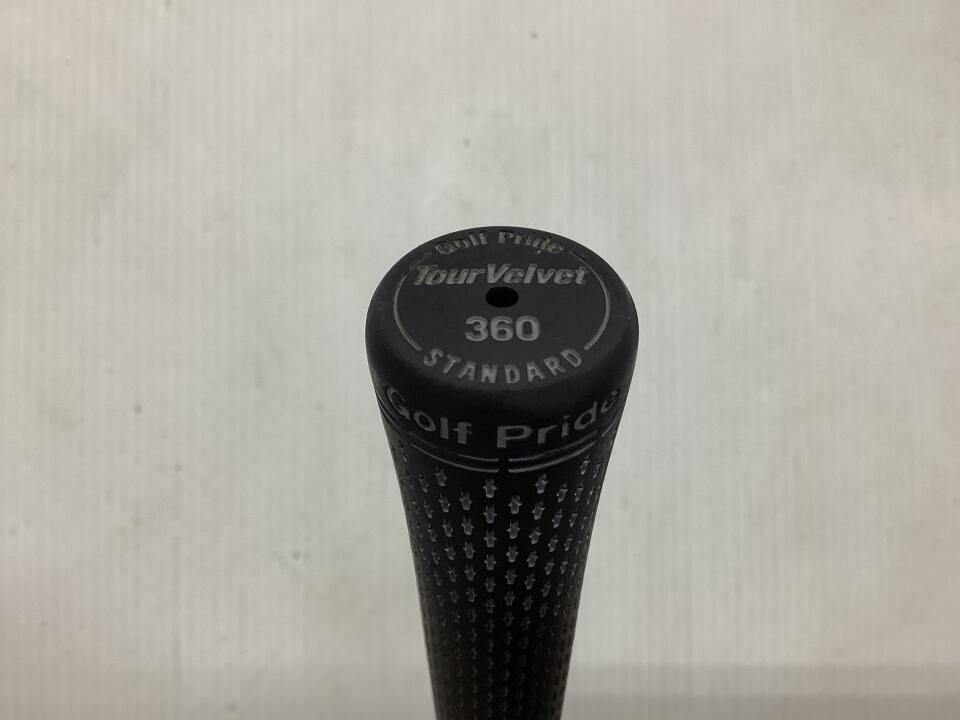 Golf Pride
TourVelvet
360
STANDARD
Golf Pride